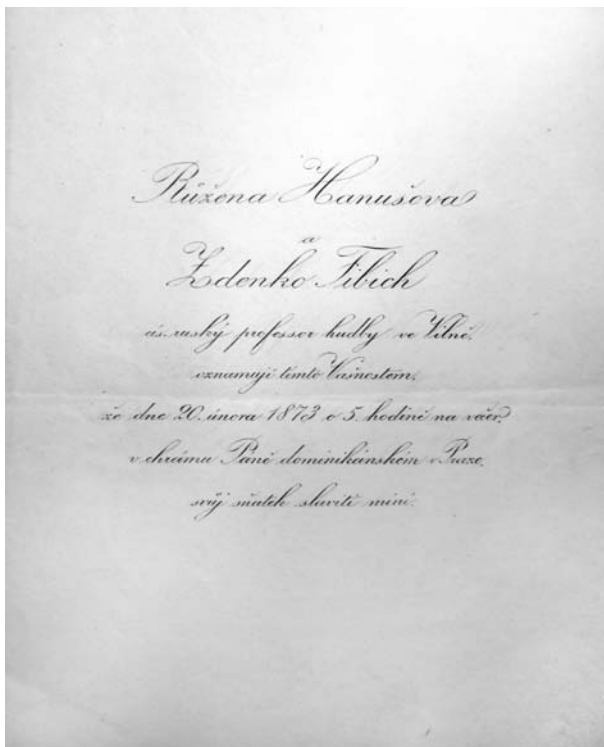 Růžena Hanušova
a
Zdenko Fibich
cís. ruský professor hudby ve Vilně,
oznamují tímto Vašnostem,
že dne 20. února 1873 o 5. hodině na večer,
v chrámu Páně dominikánském v Praze,
svůj sňatek slaviti míní.